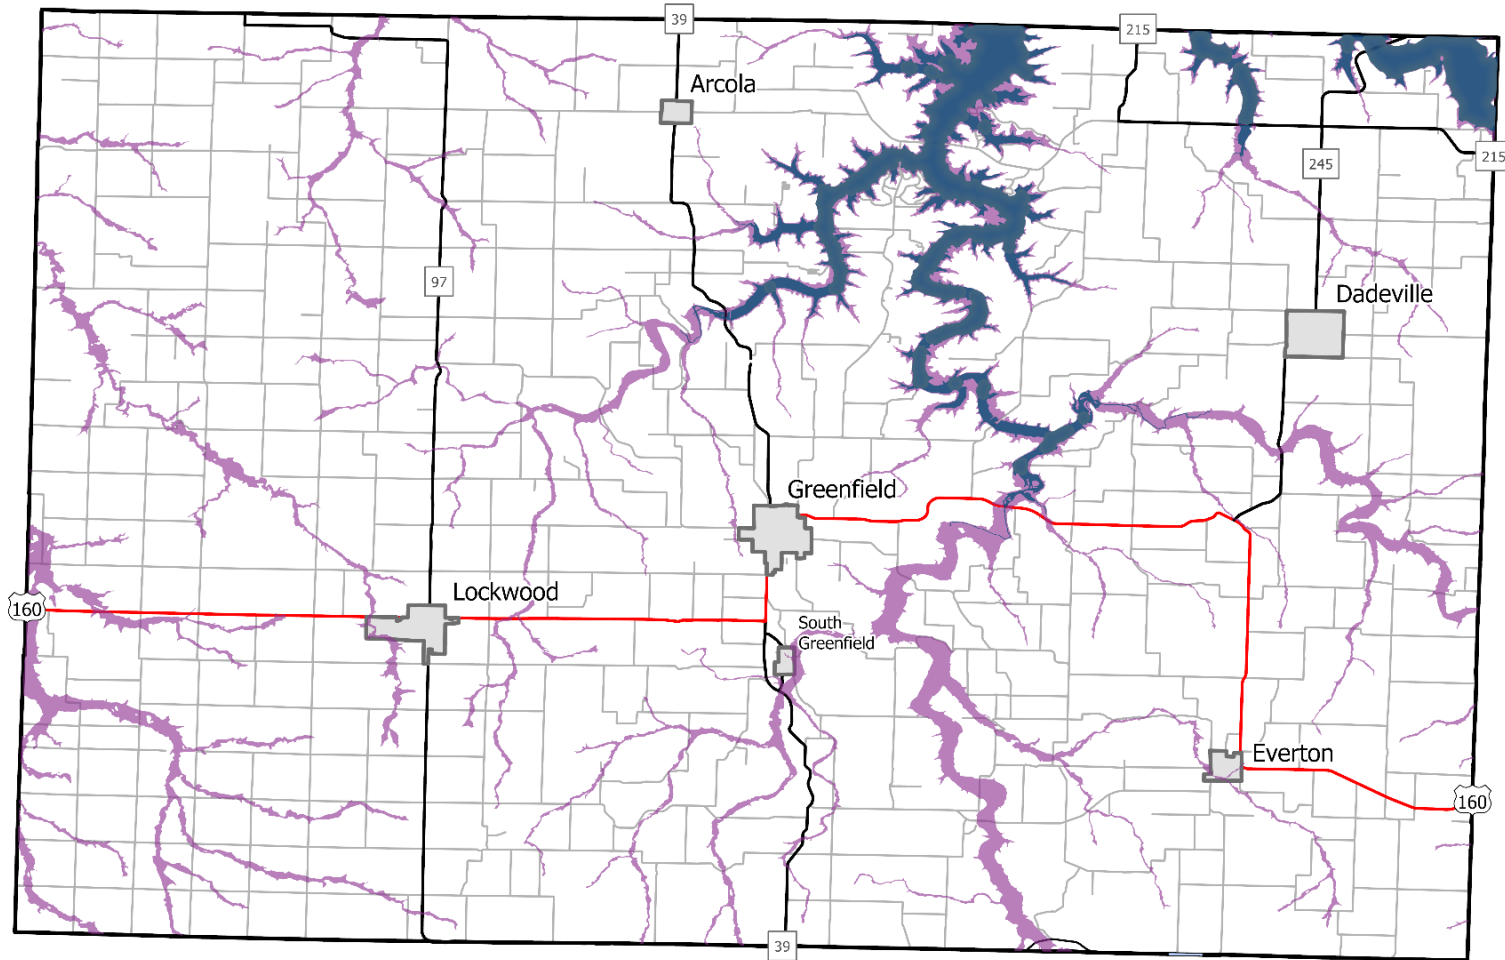 39
215
Arcola
215
245
97
Dadeville
Greenfield
Lockwood
160
South
Greenfield
Everton
160
39